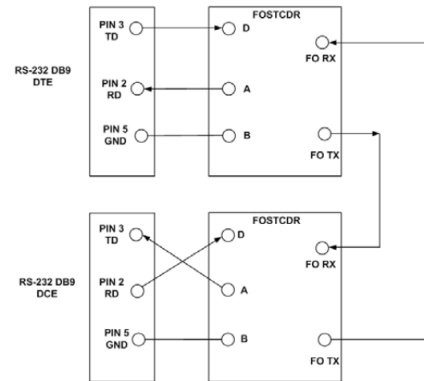 FOSTCDR
PIN 3
TD
D
FO RX
RS-232 DB9
DTE
PIN 2
RD
A
PIN 5
GND
B
FO TX
FOSTCDR
PIN 3
TD
D
FO RX
RS-232 DB9
DCE
PIN 2
RD
A
PIN 5
GND
B
FO TX